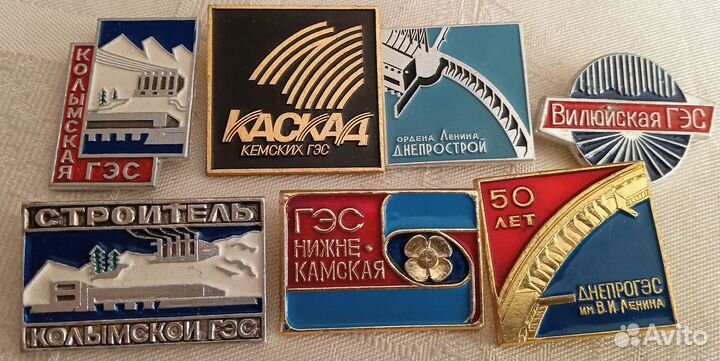 КОЛЫМСКАЯ
ГЭС
КАСКАД
КЕМСКИХ ГЭС
ОРДЕНА ЛЕНИНА
ДНЕПРОСТРОЙ
ВИЛЮЙСКАЯ ГЭС
СТРОИТЕЛЬ
КОЛЫМСКОЙ ГЭС
ГЭС
НИЖНЕ-
КАМСКАЯ
50
ЛЕТ
ДНЕПРОГЭС
ИМ. В.И. ЛЕНИНА
Avito